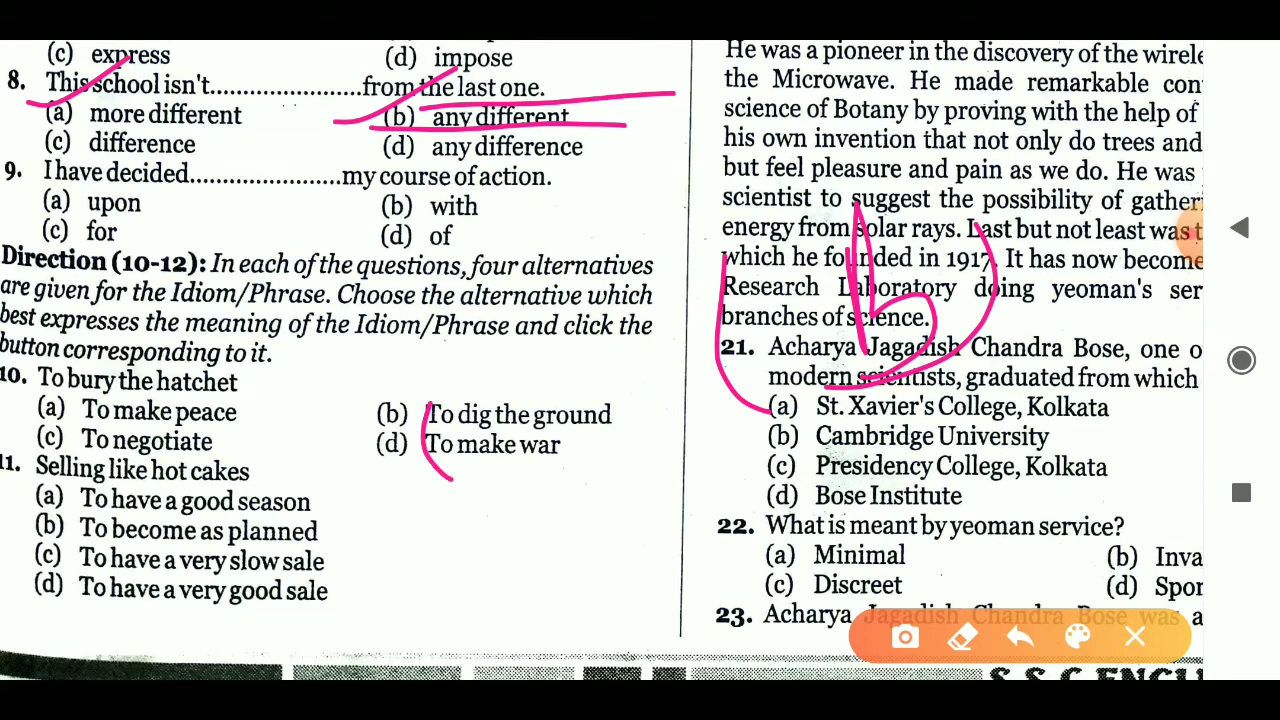 (c) express (d) impose
8. This school isn't......................from the last one.
(a) more different (b) any different
(c) difference (d) any difference
9. I have decided......................my course of action.
(a) upon (b) with
(c) for (d) of
Direction (10-12): In each of the questions, four alternatives
are given for the Idiom/Phrase. Choose the alternative which
best expresses the meaning of the Idiom/Phrase and click the
button corresponding to it.
10. To bury the hatchet
(a) To make peace (b) To dig the ground
(c) To negotiate (d) To make war
11. Selling like hot cakes
(a) To have a good season
(b) To become as planned
(c) To have a very slow sale
(d) To have a very good sale
He was a pioneer in the discovery of the
the Microwave. He made remarkable
science of Botany by proving with the help of
his own invention that not only do trees and
but feel pleasure and pain as we do. He was
scientist to suggest the possibility of
energy from solar rays. Last but not least was
which he founded in 1917. It has now become
Research Laboratory doing yeoman's
branches of science.
21. Acharya Jagadish Chandra Bose, one
modern scientists, graduated from which
(a) St. Xavier's College, Kolkata
(b) Cambridge University
(c) Presidency College, Kolkata
(d) Bose Institute
22. What is meant by yeoman service?
(a) Minimal (b)
(c) Discreet (d)
23. Acharya Jagadish Chandra Bose was